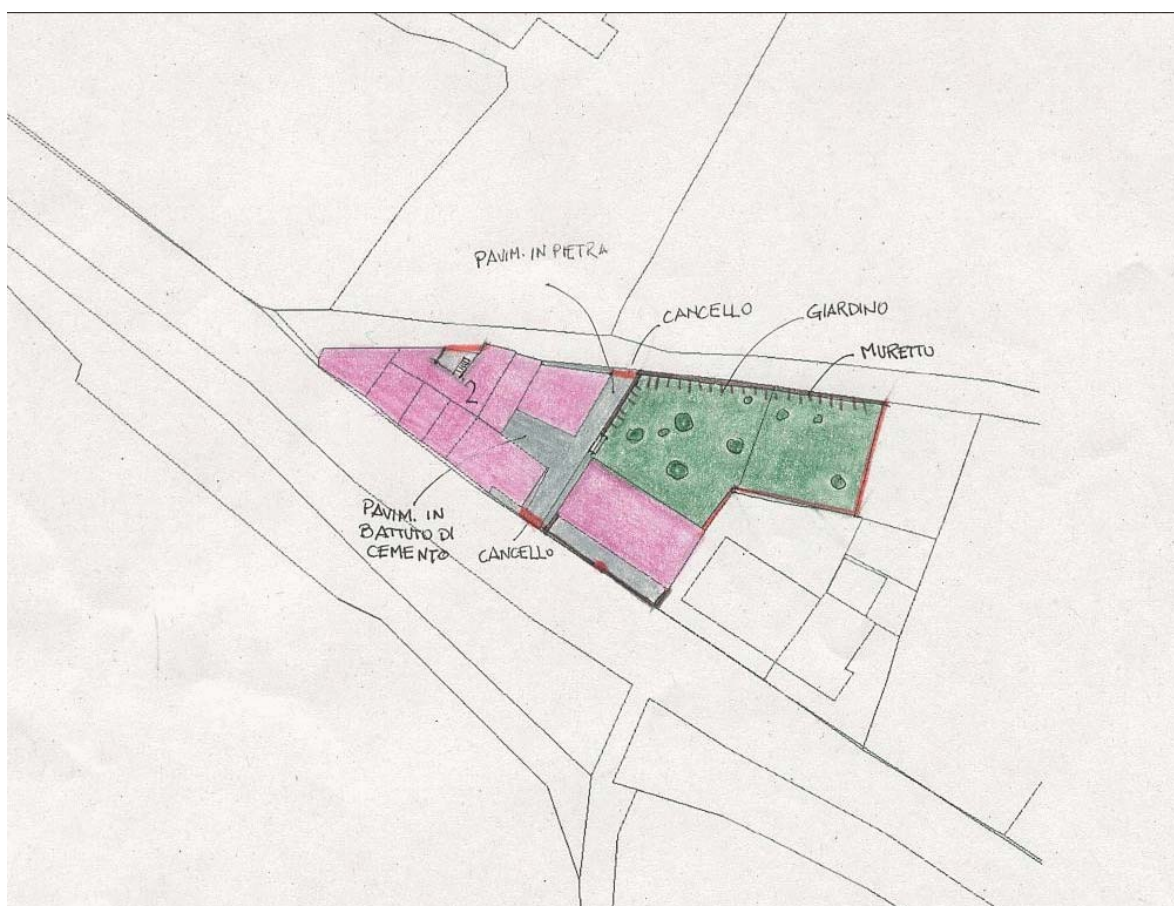 PAVIM. IN PIETRA
CANCELLO
GIARDINO
MURETTO
2
PAVIM. IN
BATTUTO DI
CEMENTO
CANCELLO